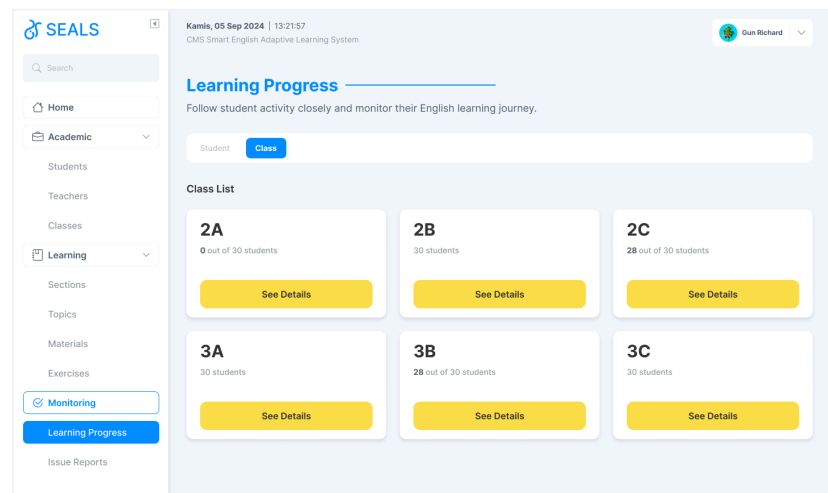 SEALS
Search
Home
Academic
Students
Teachers
Classes
Learning
Sections
Topics
Materials
Exercises
Monitoring
Learning Progress
Issue Reports
Kamis, 05 Sep 2024 | 13:21:57
CMS Smart English Adaptive Learning System
Gun Richard
Learning Progress
Follow student activity closely and monitor their English learning journey.
Student Class
Class List
2A
0 out of 30 students
See Details
2B
30 students
See Details
2C
28 out of 30 students
See Details
3A
30 students
See Details
3B
28 out of 30 students
See Details
3C
30 students
See Details